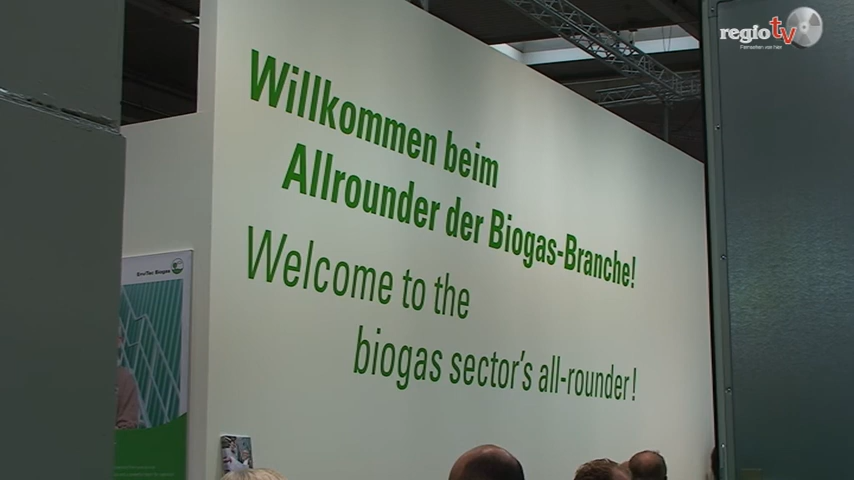 regio tv
Fernsehen von hier
Willkommen beim
Allrounder der Biogas-Branche!
Welcome to the
biogas sector's all-rounder!
EnviTec Biogas